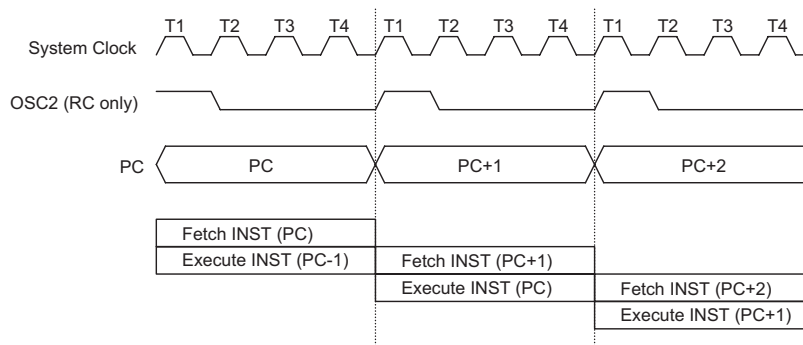 T1 T2 T3 T4 T1 T2 T3 T4 T1 T2 T3 T4
System Clock
OSC2 (RC only)
PC PC PC+1 PC+2
Fetch INST (PC)
Execute INST (PC-1) Fetch INST (PC+1)
Execute INST (PC) Fetch INST (PC+2)
Execute INST (PC+1)